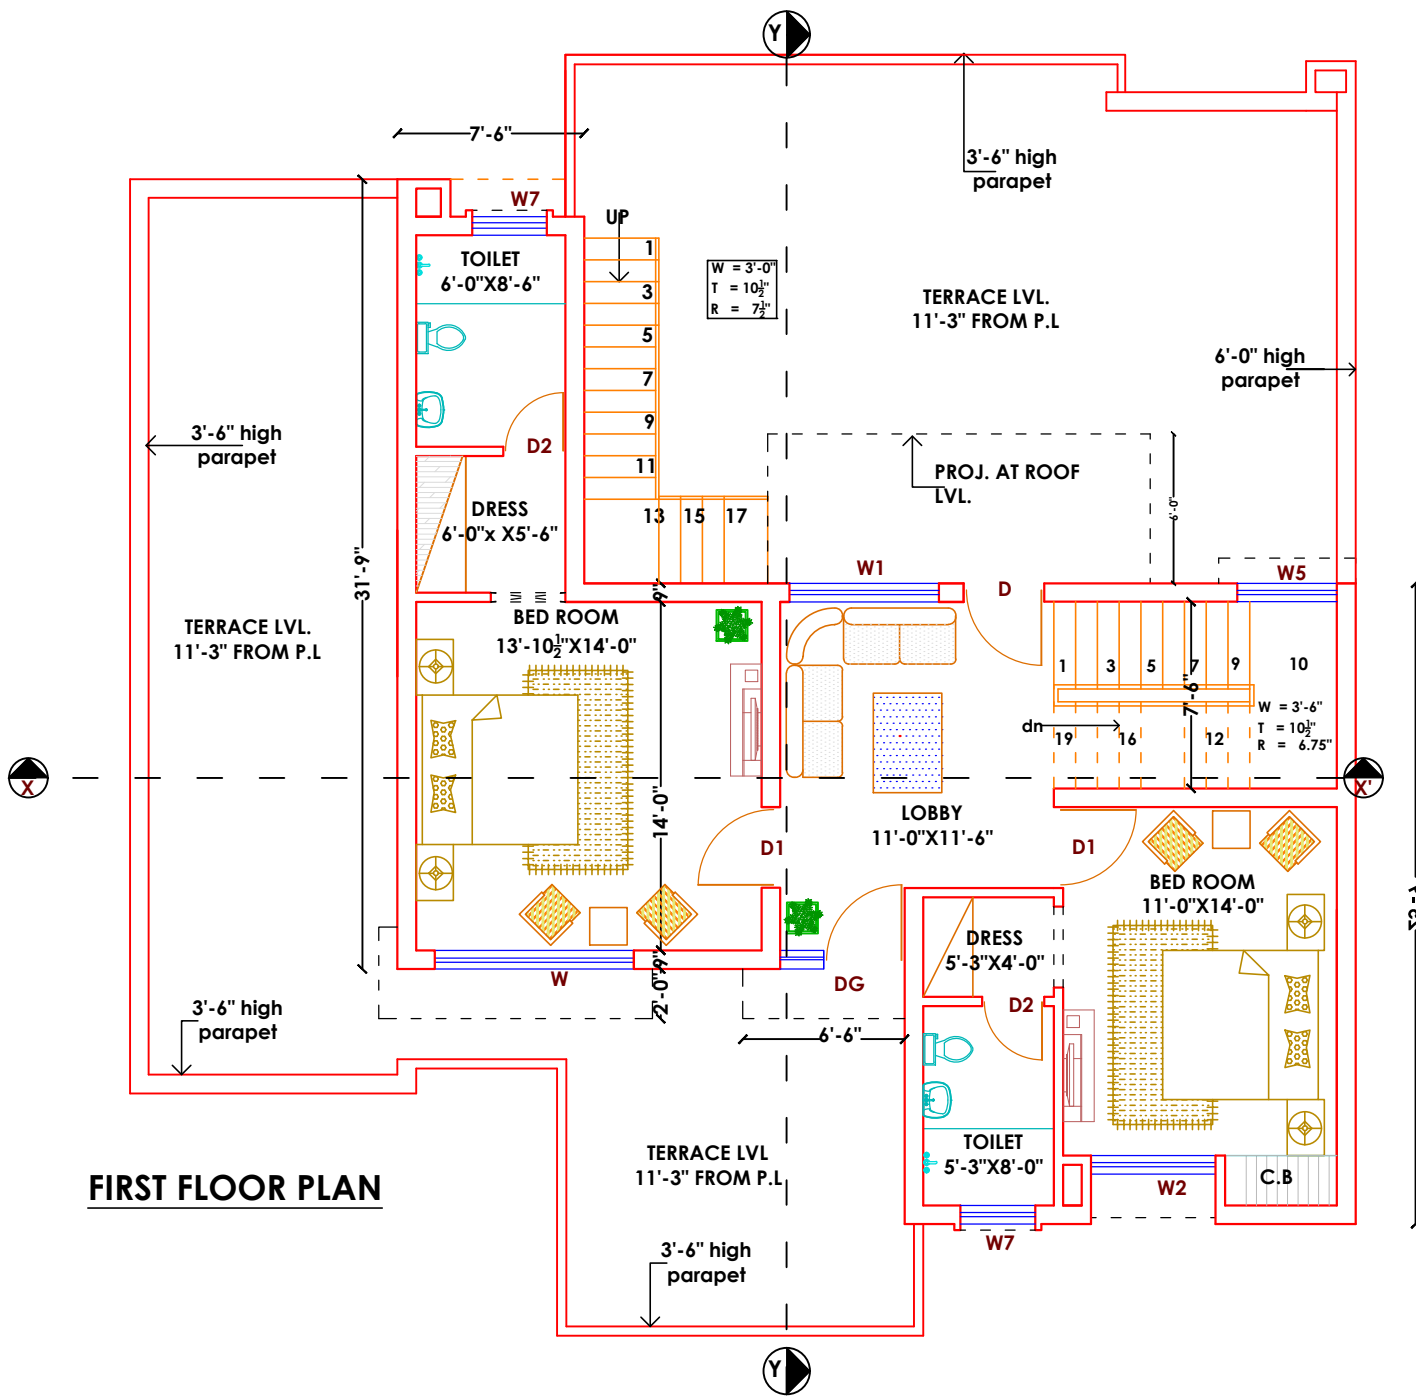 Y
7'-6"
3'-6" high
parapet
W7
UP
TOILET
6'-0"X8'-6"
1
3
5
7
9
11
13
15
17
W = 3'-0"
T = 10½"
R = 7½"
TERRACE LVL.
11'-3" FROM P.L
6'-0" high
parapet
3'-6" high
parapet
D2
PROJ. AT ROOF
LVL.
6'-0"
DRESS
6'-0"x X5'-6"
31'-9"
9"
W1
D
W5
BED ROOM
13'-10½"X14'-0"
TERRACE LVL.
11'-3" FROM P.L
1
3
5
7
9
10
7'-6"
W = 3'-6"
T = 10½"
R = 6.75"
dn
19
16
12
X
X'
14'-0"
LOBBY
11'-0"X11'-6"
D1
D1
BED ROOM
11'-0"X14'-0"
DRESS
5'-3"X4'-0"
W
9"
2'-0"
DG
D2
3'-6" high
parapet
6'-6"
TERRACE LVL
11'-3" FROM P.L
TOILET
5'-3"X8'-0"
C.B
W2
FIRST FLOOR PLAN
W7
3'-6" high
parapet
Y